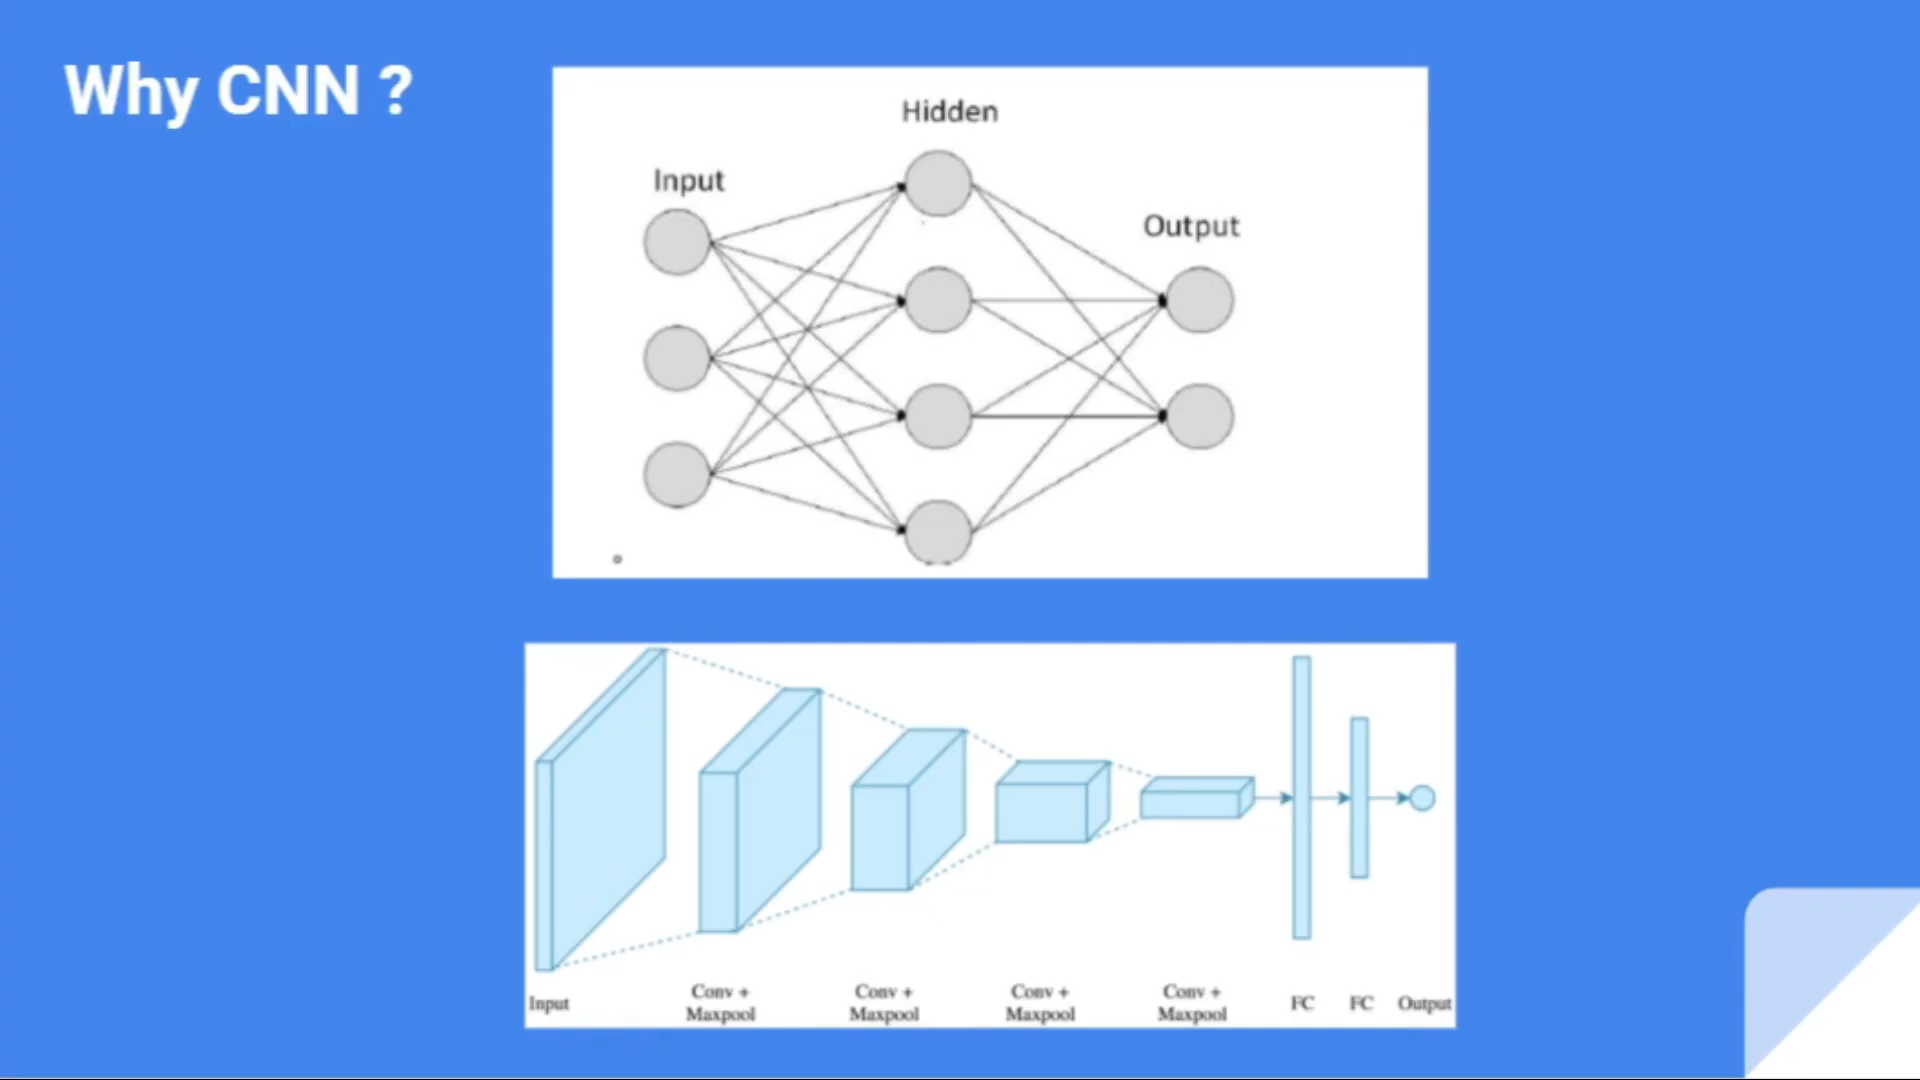 Why CNN ?
Hidden
Input
Output
Input
Conv +
Maxpool
Conv +
Maxpool
Conv +
Maxpool
Conv +
Maxpool
FC
FC
Output